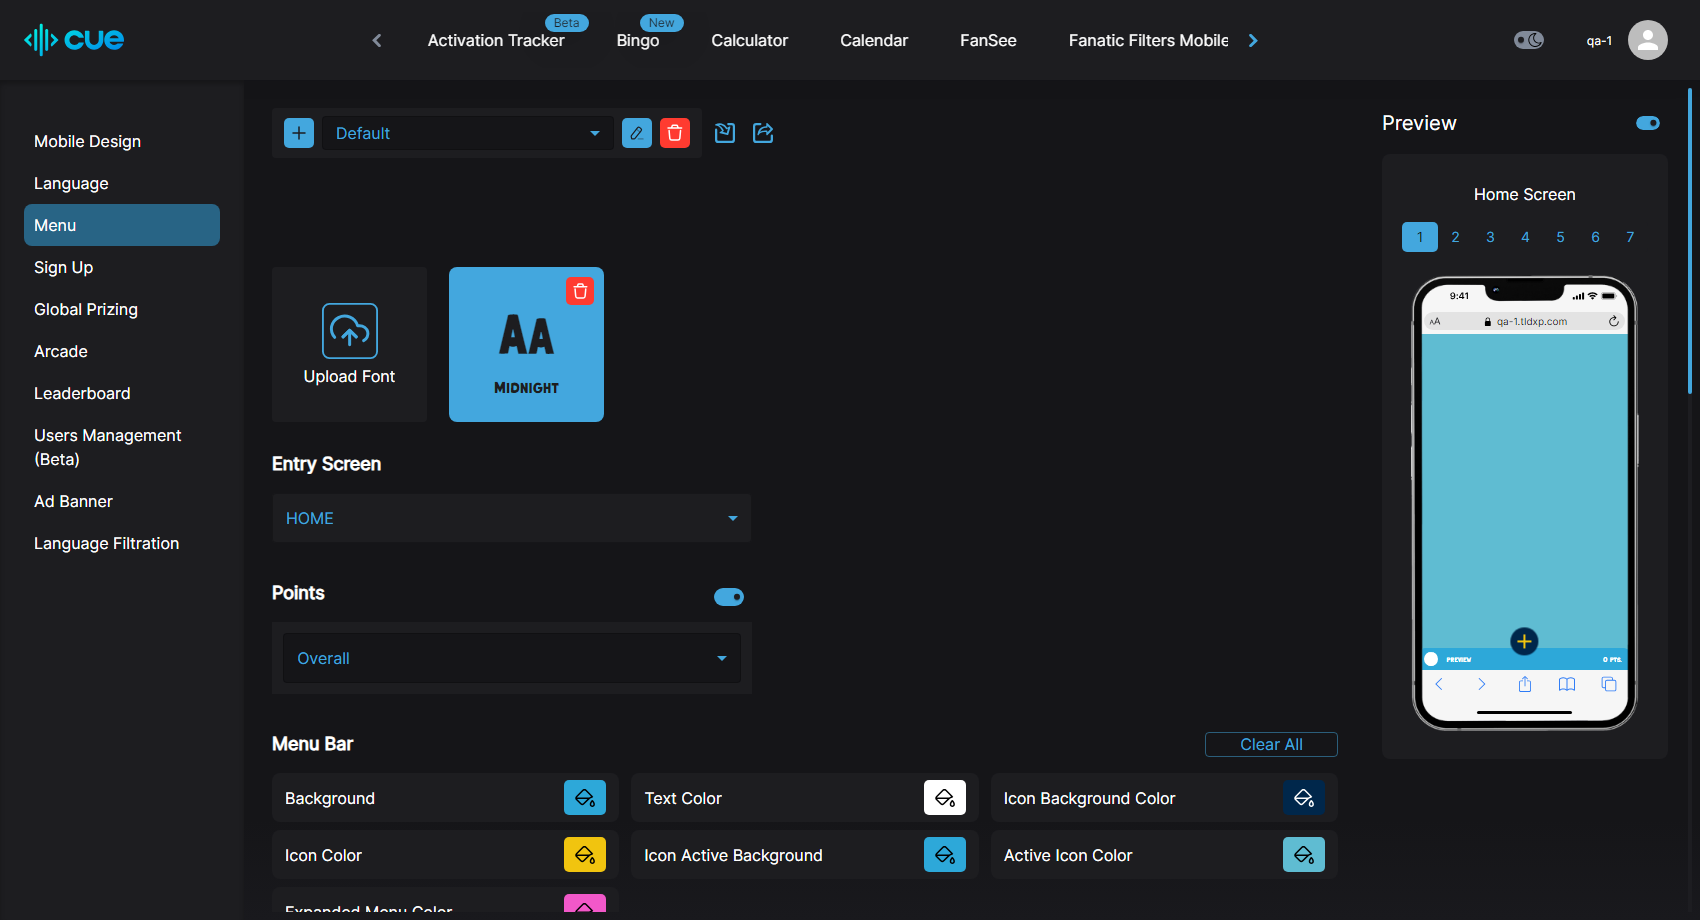 cue
Activation Tracker
Beta
Bingo
New
Calculator
Calendar
FanSee
Fanatic Filters Mobile
qa-1
Mobile Design
Language
Menu
Sign Up
Global Prizing
Arcade
Leaderboard
Users Management
(Beta)
Ad Banner
Language Filtration
Default
Upload Font
AA
MIDNIGHT
Entry Screen
HOME
Points
Overall
Menu Bar
Clear All
Background
Text Color
Icon Background Color
Icon Color
Icon Active Background
Active Icon Color
Expanded Menu Color
Preview
Home Screen
1 2 3 4 5 6 7
9:41
AA qa-1.tldxp.com
PREVIEW 0 PTS.